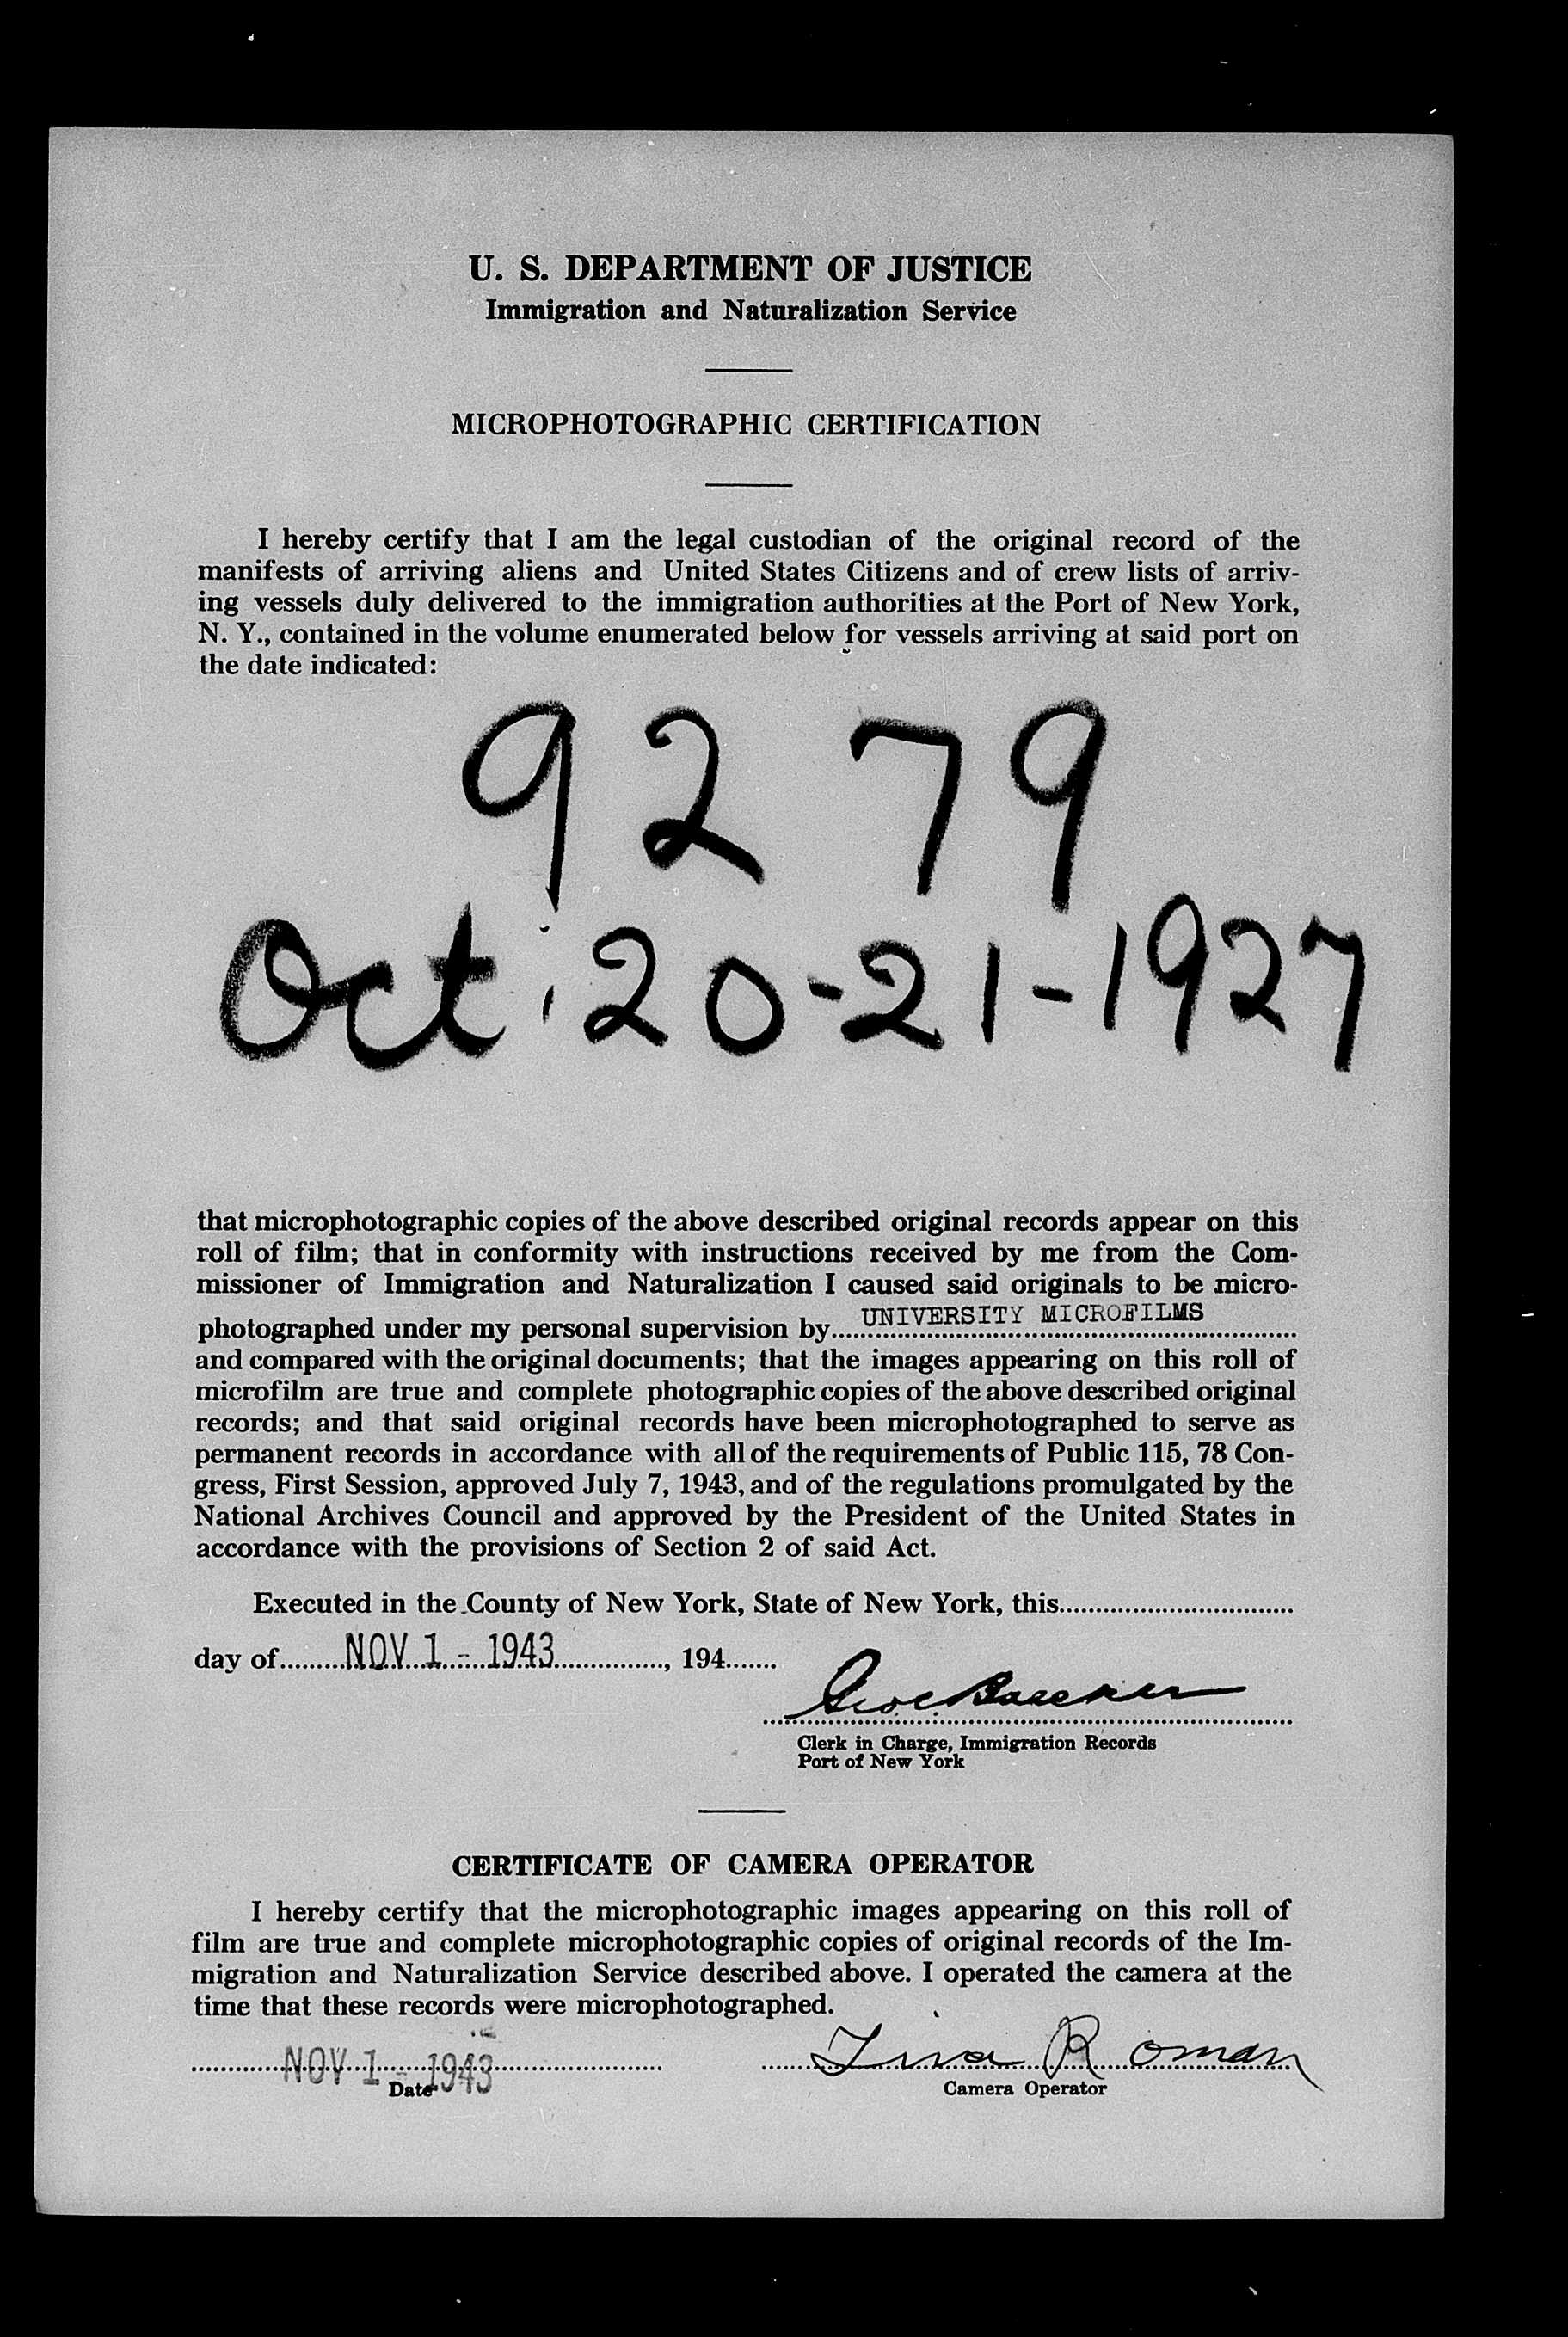 U. S. DEPARTMENT OF JUSTICE
Immigration and Naturalization Service
MICROPHOTOGRAPHIC CERTIFICATION
I hereby certify that I am the legal custodian of the original record of the
manifests of arriving aliens and United States Citizens and of crew lists of arriv-
ing vessels duly delivered to the immigration authorities at the Port of New York,
N. Y., contained in the volume enumerated below for vessels arriving at said port on
the date indicated:
9279
Oct. 20-21-1927
that microphotographic copies of the above described original records appear on this
roll of film; that in conformity with instructions received by me from the Com-
missioner of Immigration and Naturalization I caused said originals to be micro-
photographed under my personal supervision by UNIVERSITY MICROFILMS
and compared with the original documents; that the images appearing on this roll of
microfilm are true and complete photographic copies of the above described original
records; and that said original records have been microphotographed to serve as
permanent records in accordance with all of the requirements of Public 115, 78 Con-
gress, First Session, approved July 7, 1943, and of the regulations promulgated by the
National Archives Council and approved by the President of the United States in
accordance with the provisions of Section 2 of said Act.
Executed in the County of New York, State of New York, this
day of NOV 1 - 1943, 194
Clerk in Charge, Immigration Records
Port of New York
CERTIFICATE OF CAMERA OPERATOR
I hereby certify that the microphotographic images appearing on this roll of
film are true and complete microphotographic copies of original records of the Im-
migration and Naturalization Service described above. I operated the camera at the
time that these records were microphotographed.
NOV 1 - 1943 Tina Roman
Date Camera Operator